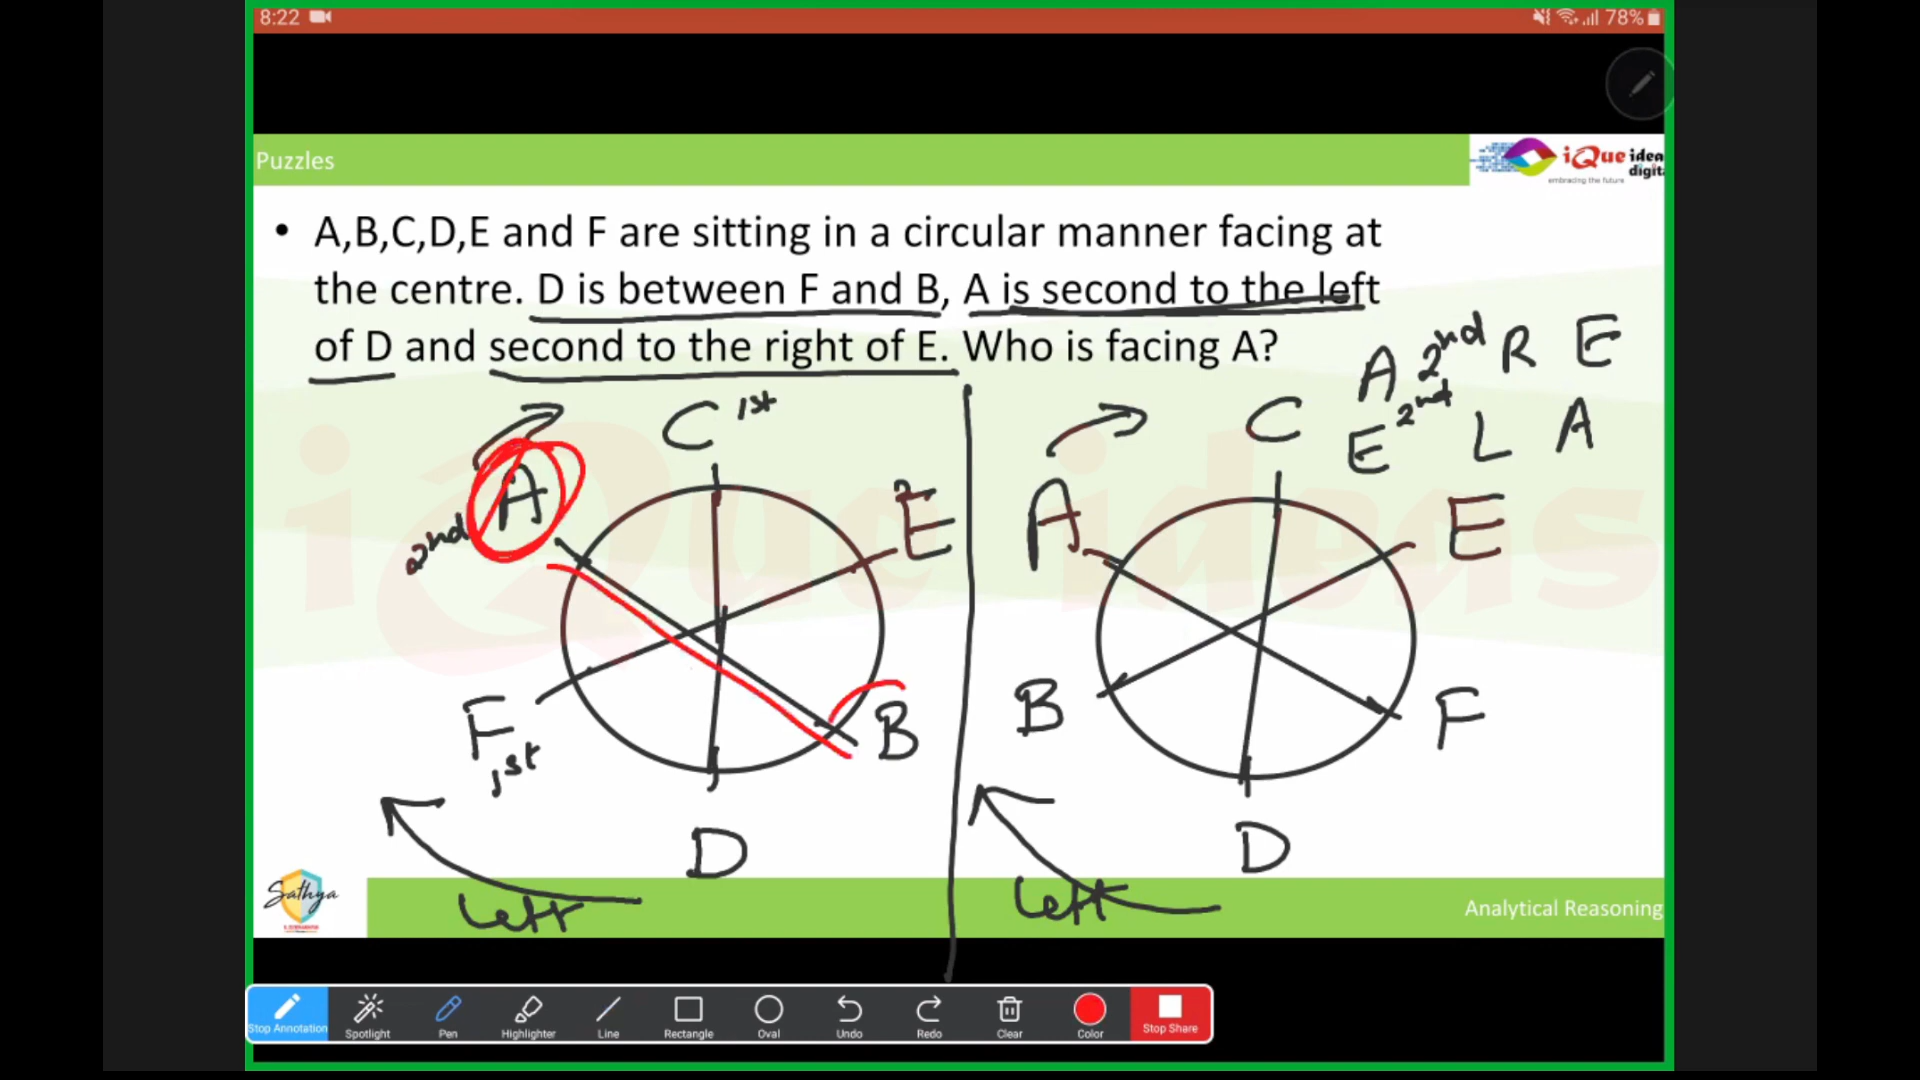 8:22 78%
Puzzles
iQue idea
digit
embracing the future
• A,B,C,D,E and F are sitting in a circular manner facing at
the centre. D is between F and B, A is second to the left
of D and second to the right of E. Who is facing A?
A 2nd R E
E 2nd L A
C 1st
A
2nd
E
F
1st
B
D
left
C
A
E
B
F
D
left
iQue ideas
Sathya
Analytical Reasoning
Stop Annotation Spotlight Pen Highlighter Line Rectangle Oval Undo Redo Clear Color Stop Share